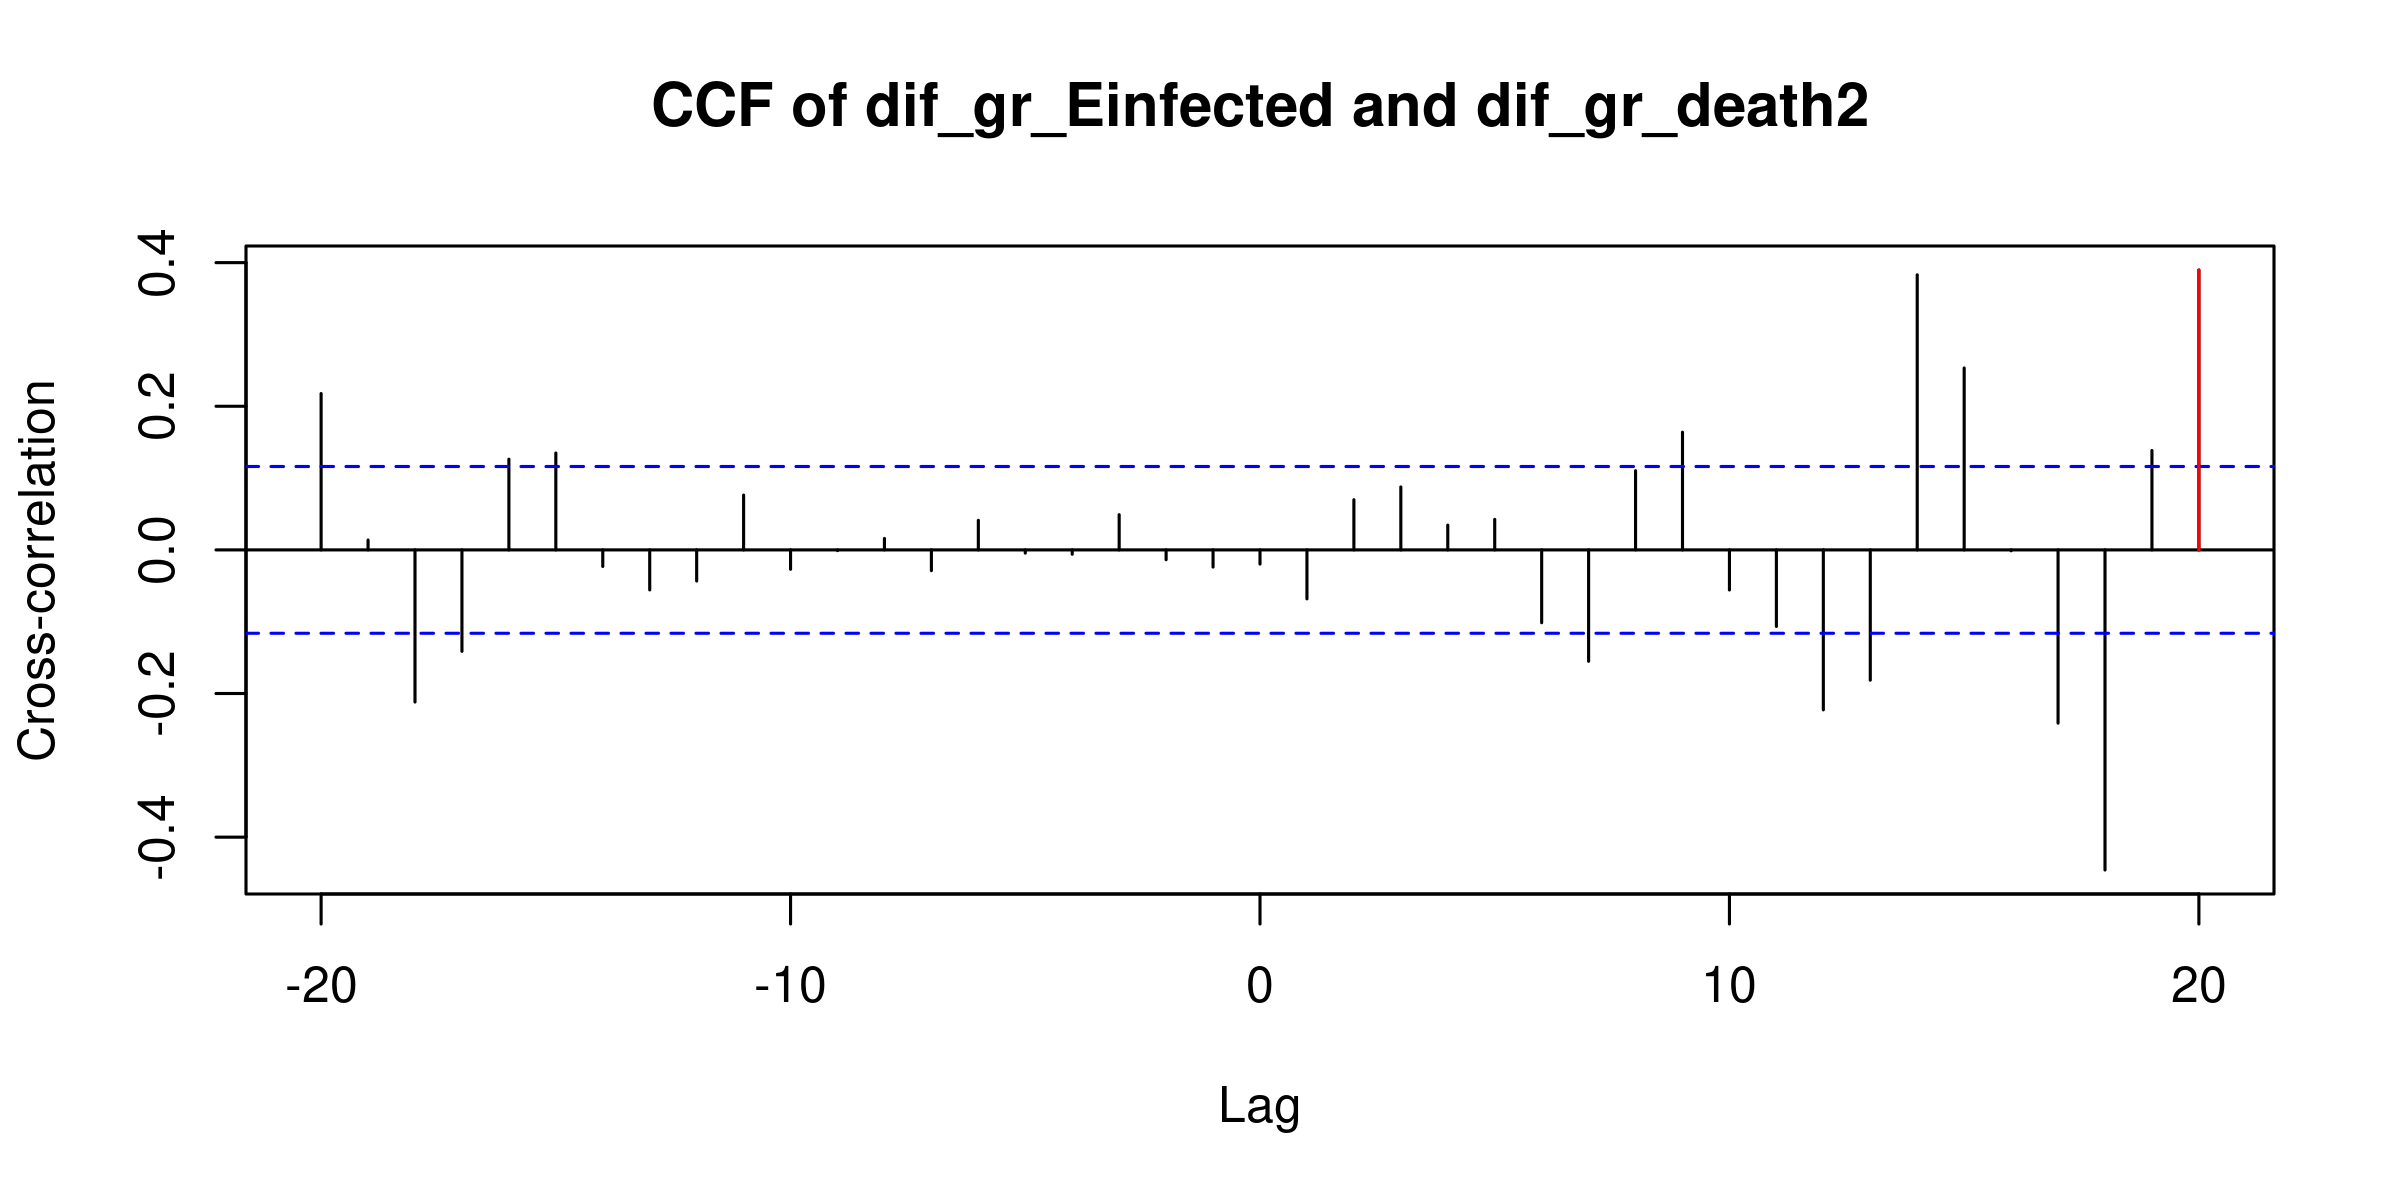 CCF of dif_gr_Einfected and dif_gr_death2
Cross-correlation
0.4
0.2
0.0
-0.2
-0.4
-20 -10 0 10 20
Lag